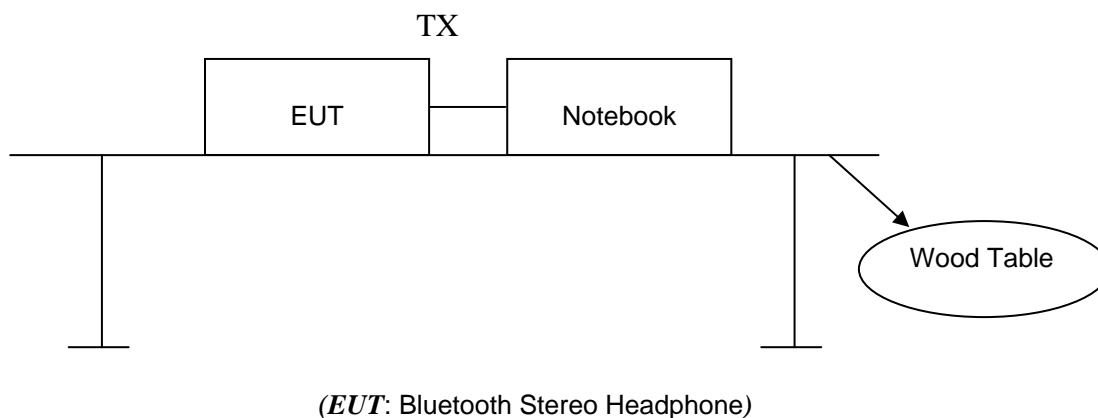 TX
EUT
Notebook
Wood Table
(EUT: Bluetooth Stereo Headphone)